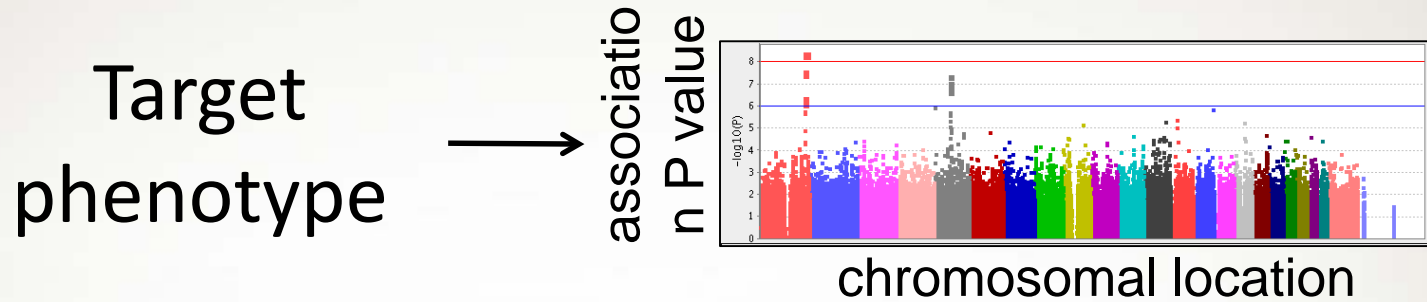 Target
phenotype
associatio
n P value
-log10(P)
8
7
6
5
4
3
2
1
0
chromosomal location